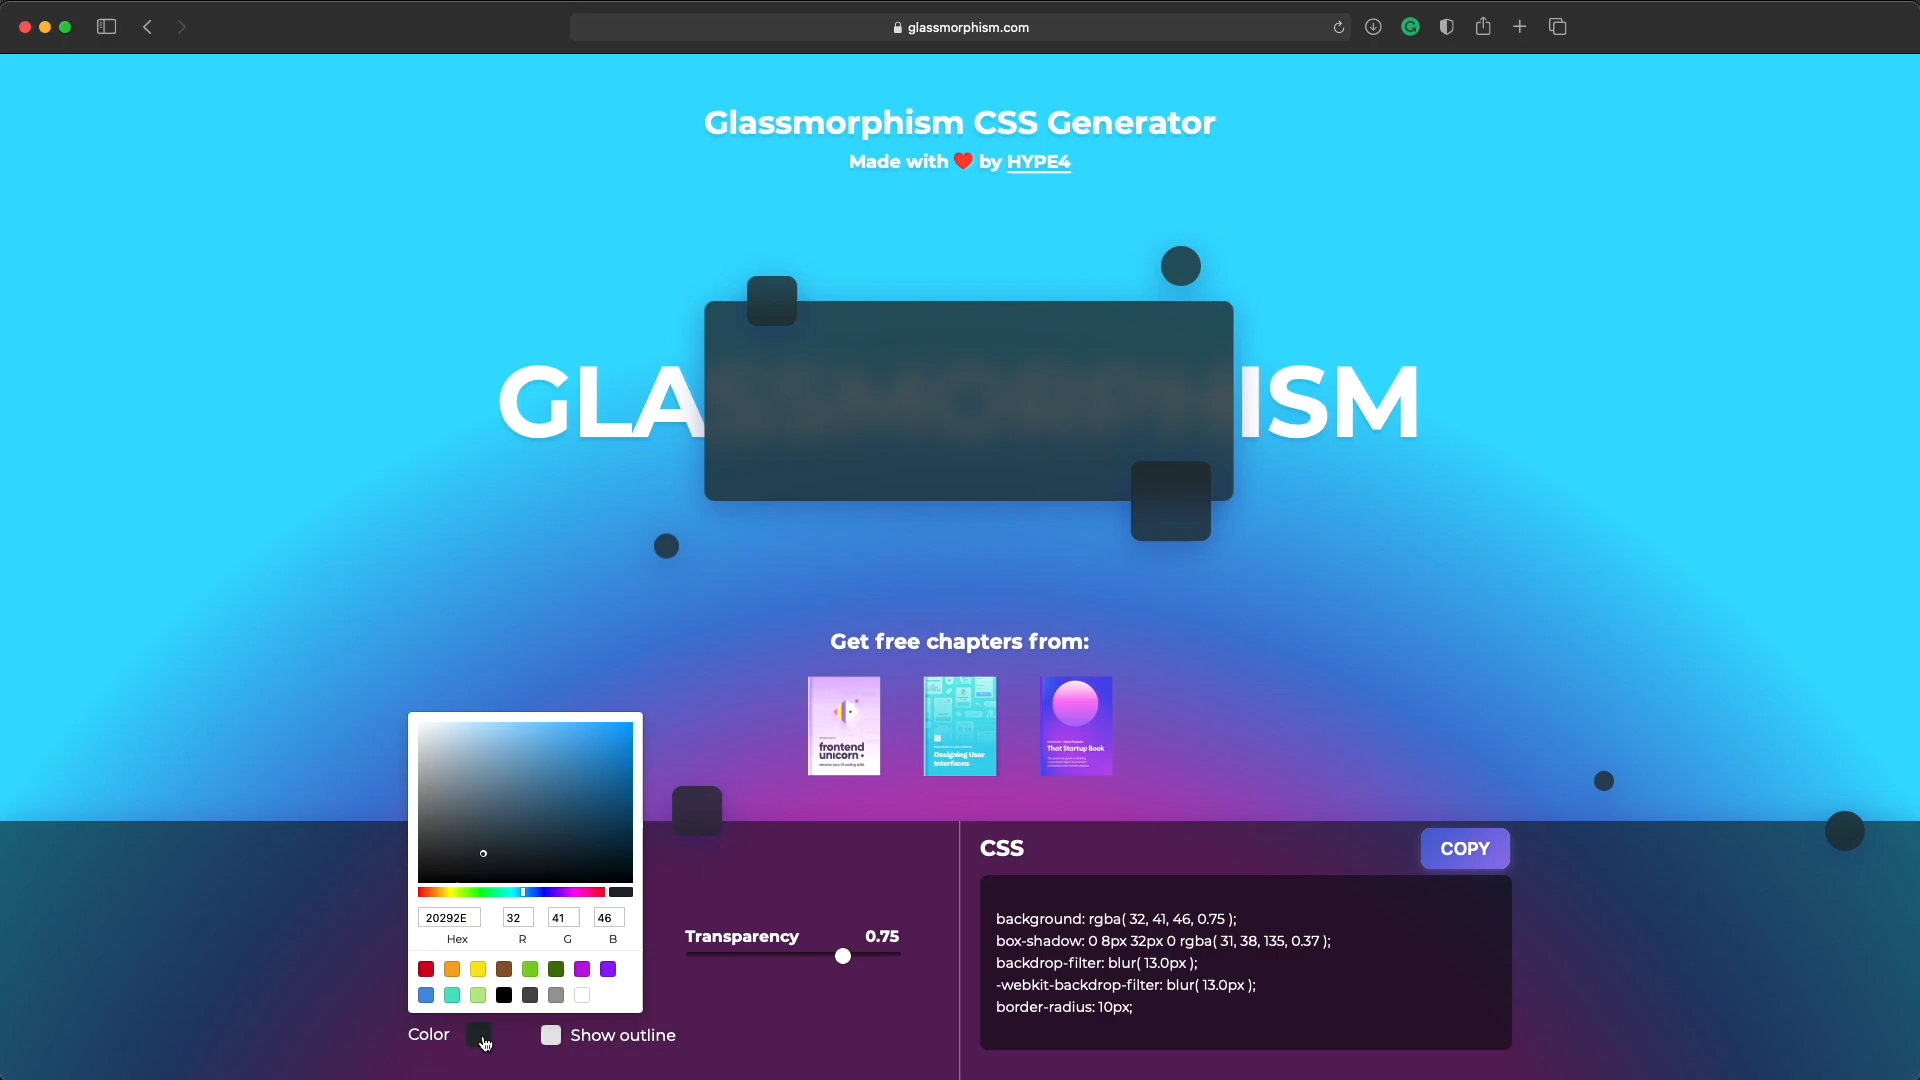 glassmorphism.com
Glassmorphism CSS Generator
Made with ❤️ by HYPE4
GLA
ISM
Get free chapters from:
frontend
unicorn
Designing User
Interfaces
That Startup Book
20292E
32
41
46
Hex
R
G
B
Color
Show outline
Transparency
0.75
CSS
COPY
background: rgba( 32, 41, 46, 0.75 );
box-shadow: 0 8px 32px 0 rgba( 31, 38, 135, 0.37 );
backdrop-filter: blur( 13.0px );
-webkit-backdrop-filter: blur( 13.0px );
border-radius: 10px;